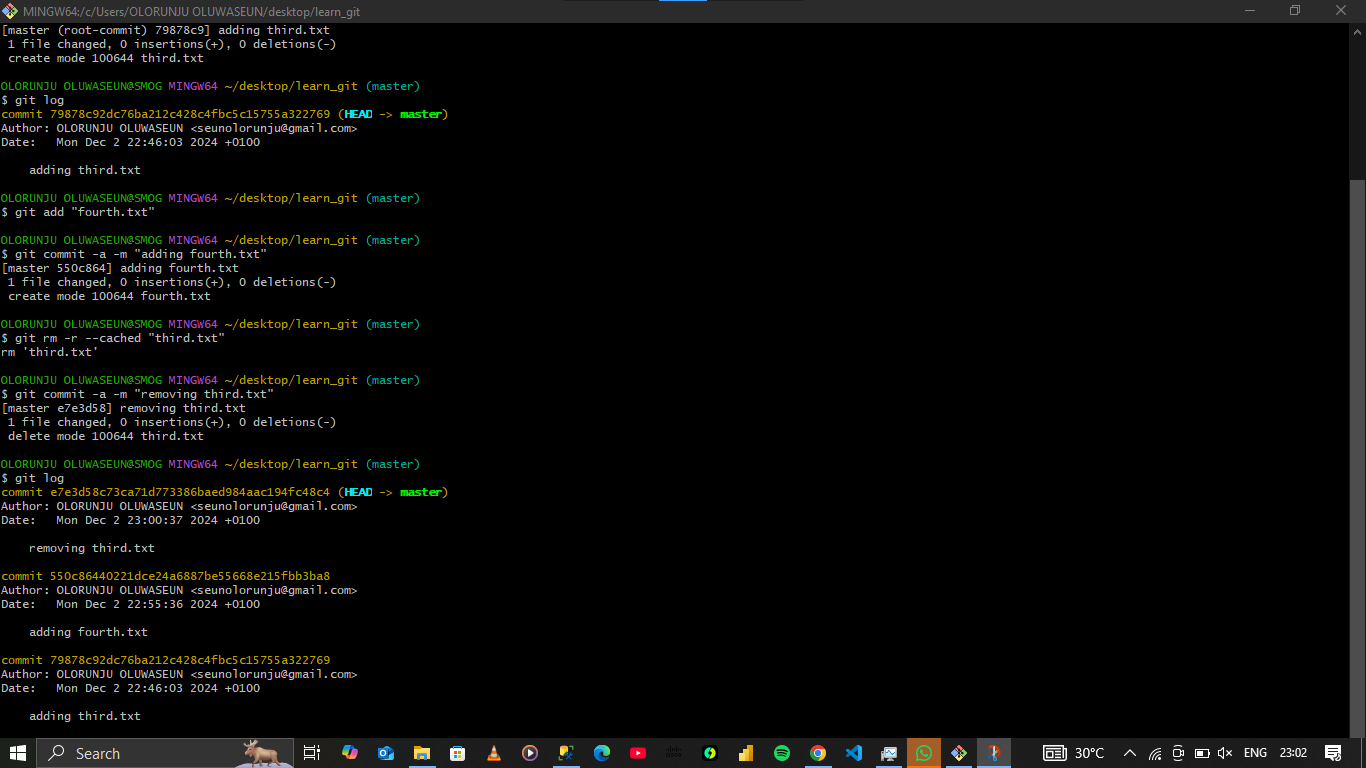 MINGW64:/c/Users/OLORUNJU OLUWASEUN/desktop/learn_git
[master (root-commit) 79878c9] adding third.txt
 1 file changed, 0 insertions(+), 0 deletions(-)
 create mode 100644 third.txt
OLORUNJU OLUWASEUN@SMOG MINGW64 ~/desktop/learn_git (master)
$ git log
commit 79878c92dc76ba212c428c4fbc5c15755a322769 (HEAD -> master)
Author: OLORUNJU OLUWASEUN <seunolorunju@gmail.com>
Date:   Mon Dec 2 22:46:03 2024 +0100
    adding third.txt
OLORUNJU OLUWASEUN@SMOG MINGW64 ~/desktop/learn_git (master)
$ git add "fourth.txt"
OLORUNJU OLUWASEUN@SMOG MINGW64 ~/desktop/learn_git (master)
$ git commit -a -m "adding fourth.txt"
[master 550c864] adding fourth.txt
 1 file changed, 0 insertions(+), 0 deletions(-)
 create mode 100644 fourth.txt
OLORUNJU OLUWASEUN@SMOG MINGW64 ~/desktop/learn_git (master)
$ git rm -r --cached "third.txt"
rm 'third.txt'
OLORUNJU OLUWASEUN@SMOG MINGW64 ~/desktop/learn_git (master)
$ git commit -a -m "removing third.txt"
[master e7e3d58] removing third.txt
 1 file changed, 0 insertions(+), 0 deletions(-)
 delete mode 100644 third.txt
OLORUNJU OLUWASEUN@SMOG MINGW64 ~/desktop/learn_git (master)
$ git log
commit e7e3d58c73ca71d773386baed984aac194fc48c4 (HEAD -> master)
Author: OLORUNJU OLUWASEUN <seunolorunju@gmail.com>
Date:   Mon Dec 2 23:00:37 2024 +0100
    removing third.txt
commit 550c86440221dce24a6887be55668e215fbb3ba8
Author: OLORUNJU OLUWASEUN <seunolorunju@gmail.com>
Date:   Mon Dec 2 22:55:36 2024 +0100
    adding fourth.txt
commit 79878c92dc76ba212c428c4fbc5c15755a322769
Author: OLORUNJU OLUWASEUN <seunolorunju@gmail.com>
Date:   Mon Dec 2 22:46:03 2024 +0100
    adding third.txt
Search
30°C
ENG
23:02